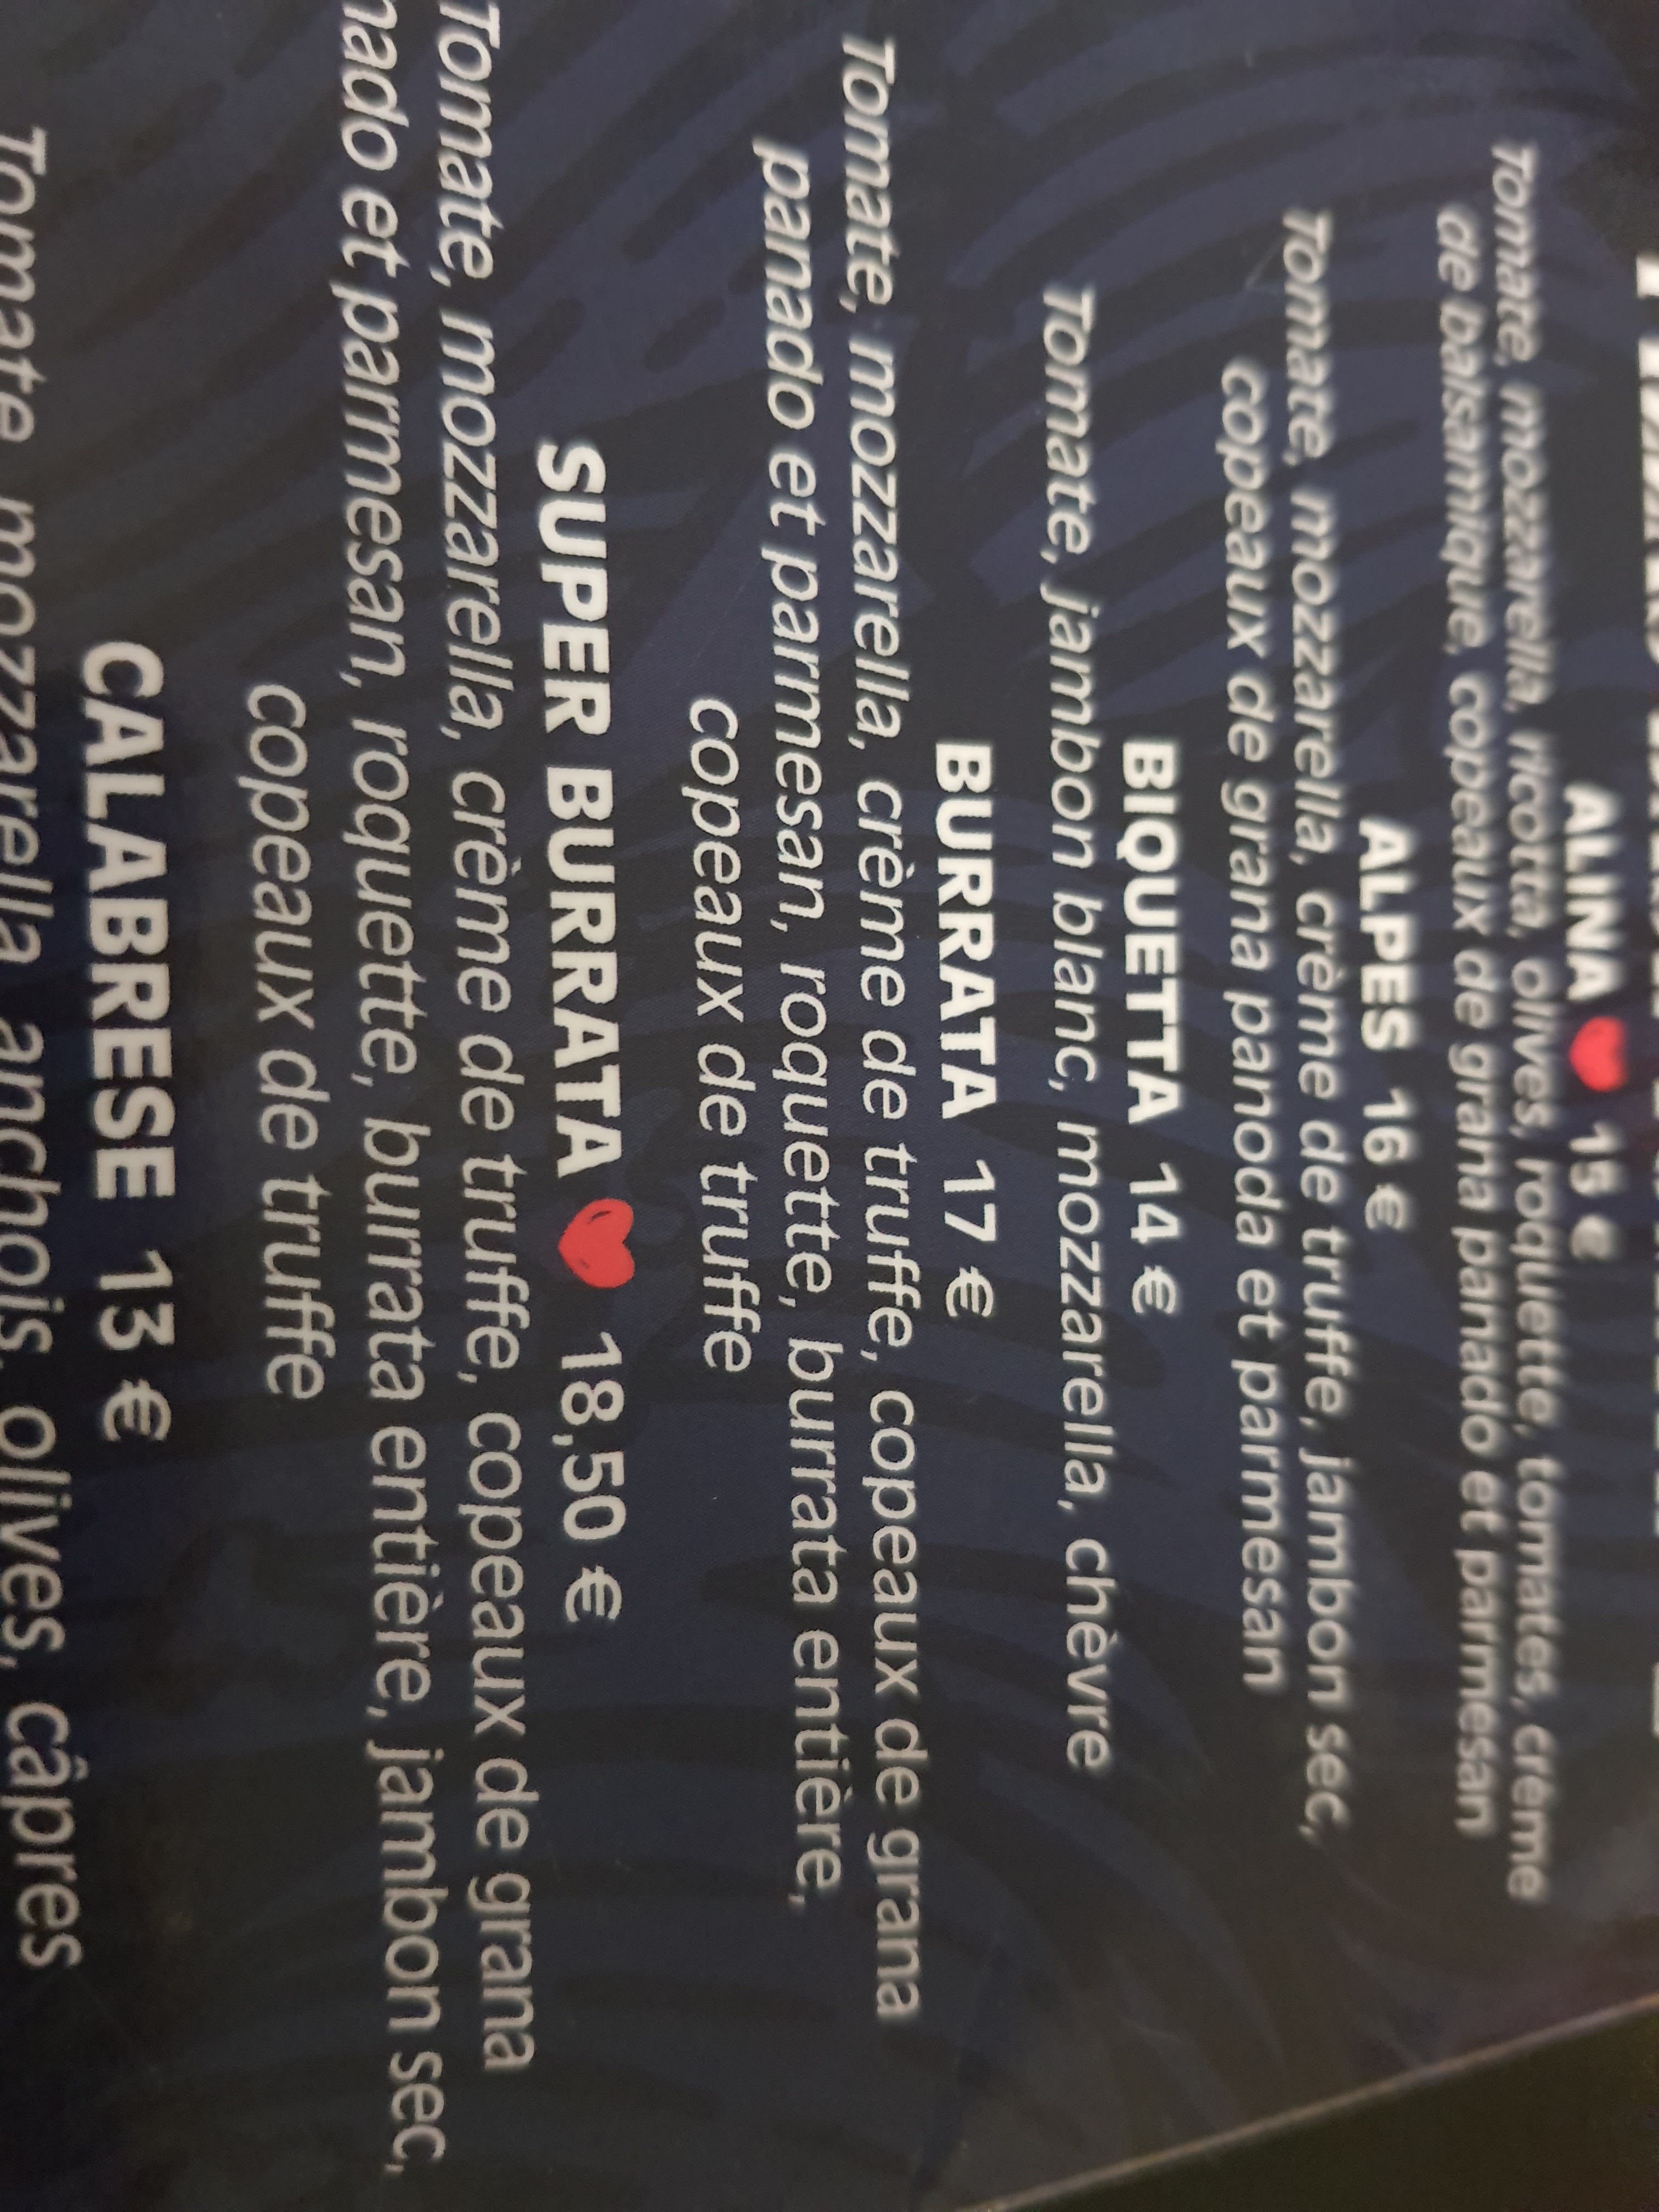 ALINA 15 €
Tomate, mozzarella, ricotta, olives, roquette, tomates, crème
de balsamique, copeaux de grana panado et parmesan
ALPES 16 €
Tomate, mozzarella, crème de truffe, jambon sec,
copeaux de grana panoda et parmesan
BIQUETTA 14 €
Tomate, jambon blanc, mozzarella, chèvre
BURRATA 17 €
Tomate, mozzarella, crème de truffe, copeaux de grana
panado et parmesan, roquette, burrata entière,
copeaux de truffe
SUPER BURRATA 18,50 €
Tomate, mozzarella, crème de truffe, copeaux de grana
nado et parmesan, roquette, burrata entière, jambon sec,
copeaux de truffe
CALABRESE 13 €
Tomate, mozzarella, anchois, olives, câpres